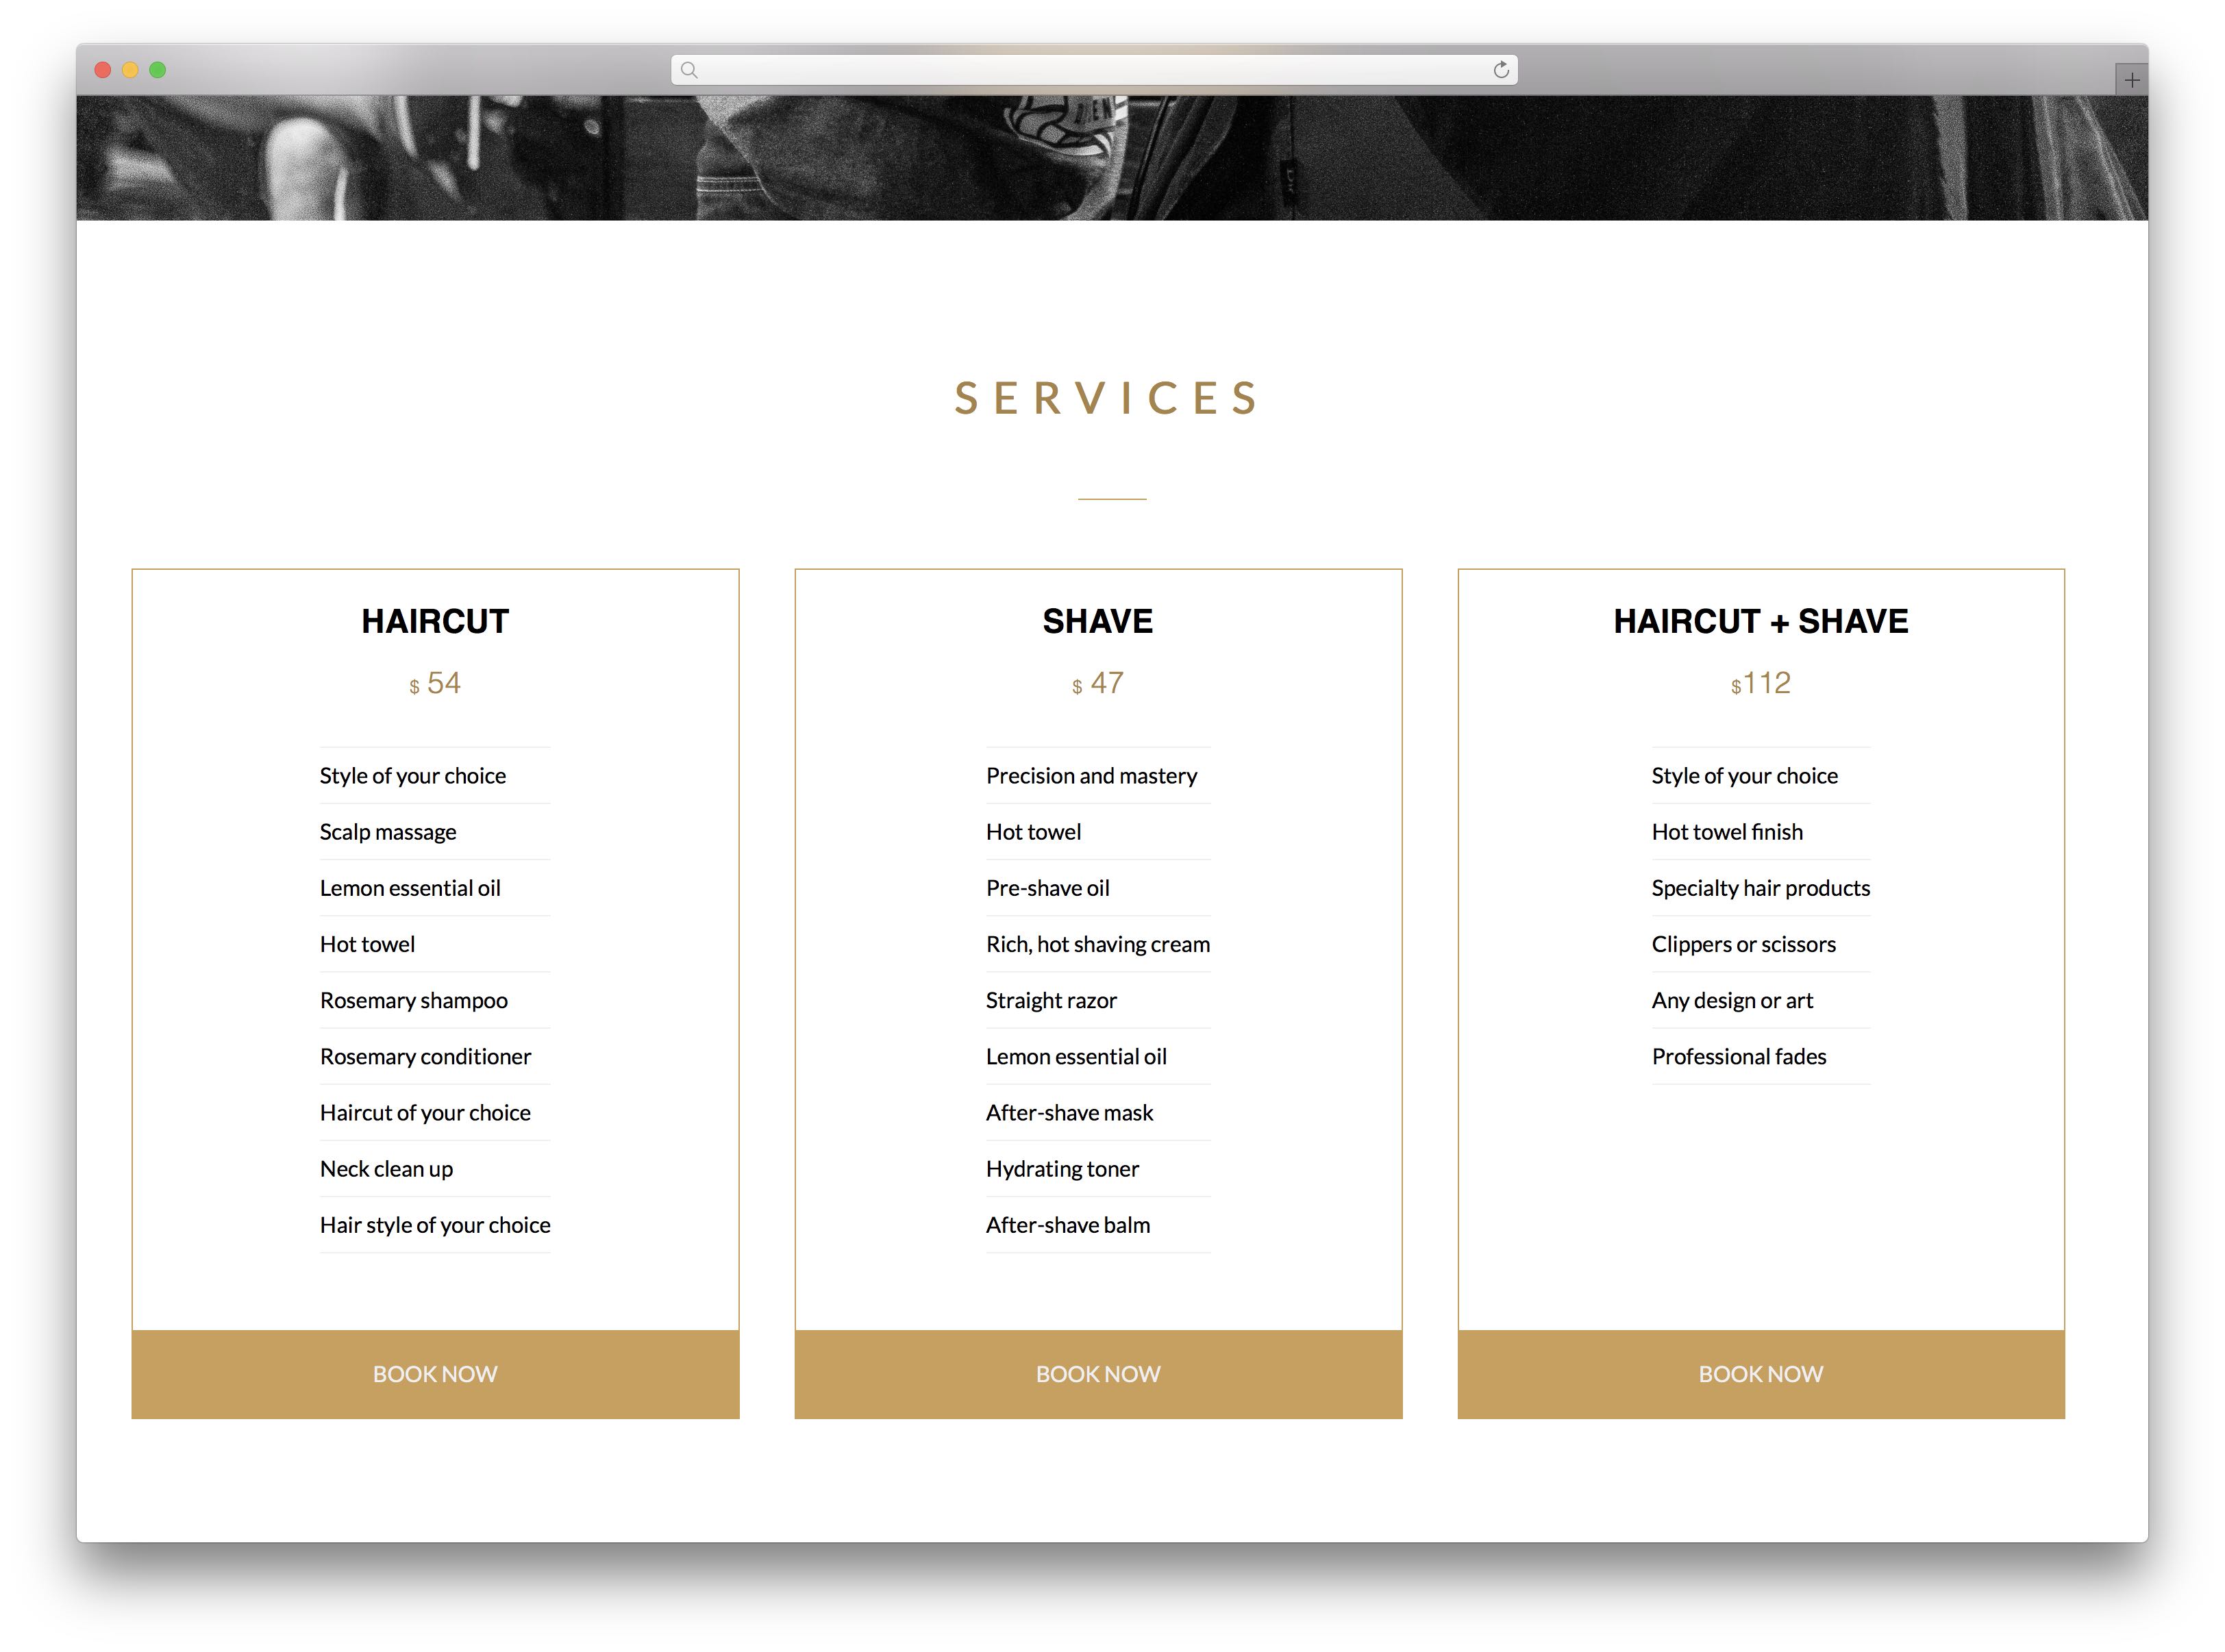 SERVICES
HAIRCUT
$ 54
Style of your choice
Scalp massage
Lemon essential oil
Hot towel
Rosemary shampoo
Rosemary conditioner
Haircut of your choice
Neck clean up
Hair style of your choice
BOOK NOW
SHAVE
$ 47
Precision and mastery
Hot towel
Pre-shave oil
Rich, hot shaving cream
Straight razor
Lemon essential oil
After-shave mask
Hydrating toner
After-shave balm
BOOK NOW
HAIRCUT + SHAVE
$112
Style of your choice
Hot towel finish
Specialty hair products
Clippers or scissors
Any design or art
Professional fades
BOOK NOW